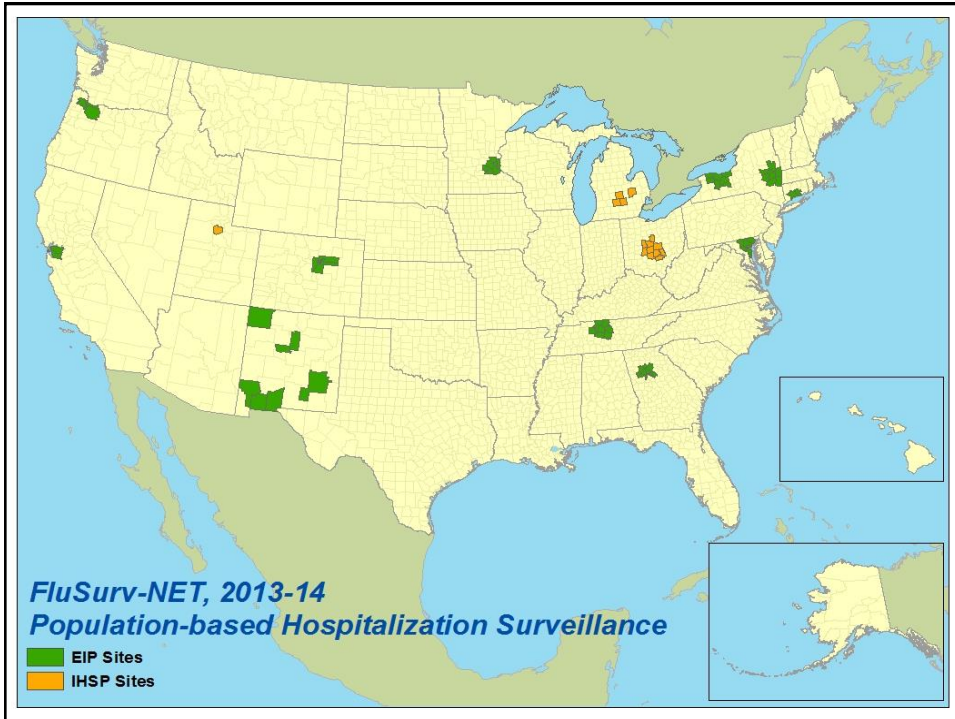 FluSurv-NET, 2013-14
Population-based Hospitalization Surveillance
EIP Sites
IHSP Sites